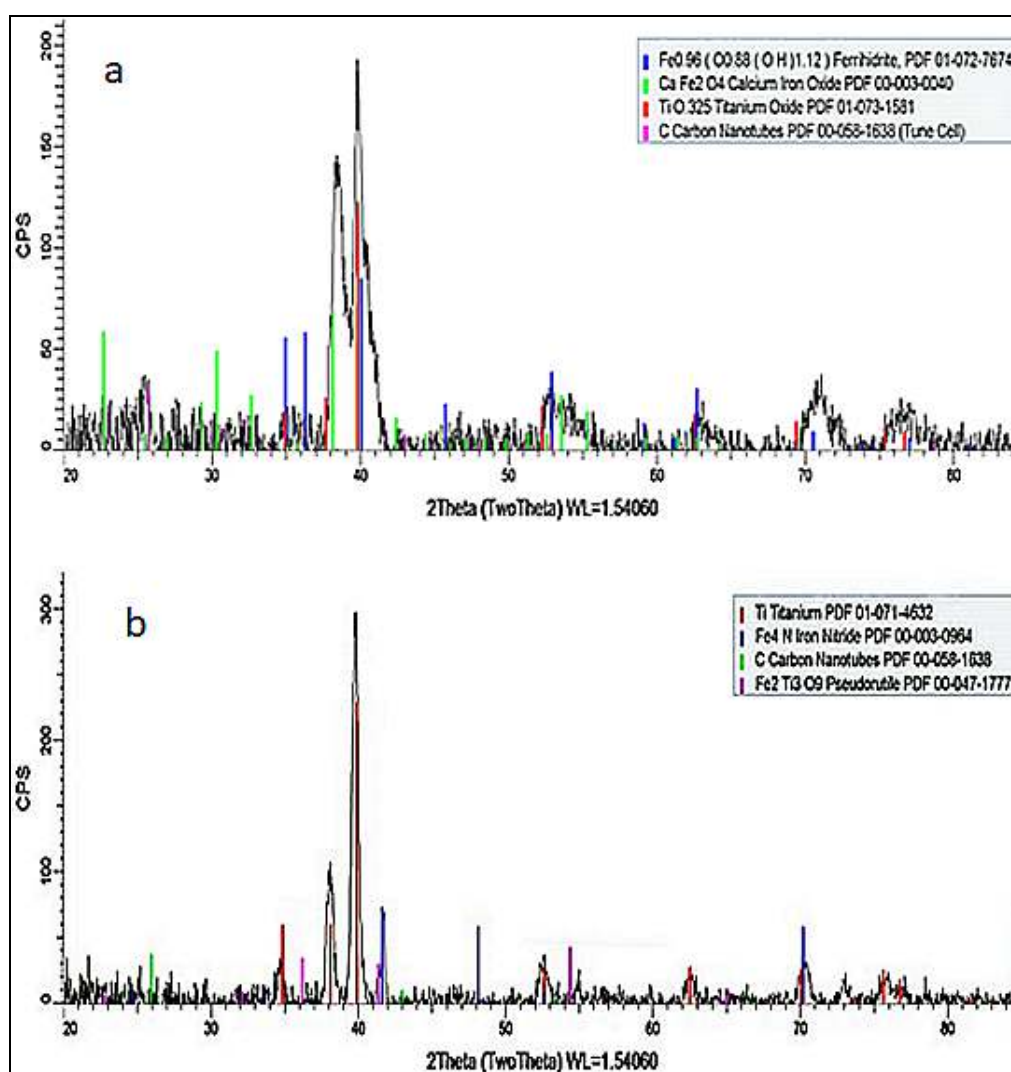 a
Fe0.96 ( O0.88 ( O H )1.12 ) Ferrihidrite, PDF 01-072-7674
Ca Fe2 O4 Calcium Iron Oxide PDF 00-003-0040
Ti O.325 Titanium Oxide PDF 01-073-1581
C Carbon Nanotubes PDF 00-058-1638 (Tune Cell)
CPS
200
150
100
50
0
20 30 40 50 60 70 80
2Theta (TwoTheta) WL=1.54060
b
Ti Titanium PDF 01-071-4632
Fe4 N Iron Nitride PDF 00-003-0964
C Carbon Nanotubes PDF 00-058-1638
Fe2 Ti3 O9 Pseudorutile PDF 00-047-1777
CPS
300
200
100
0
20 30 40 50 60 70 80
2Theta (TwoTheta) WL=1.54060